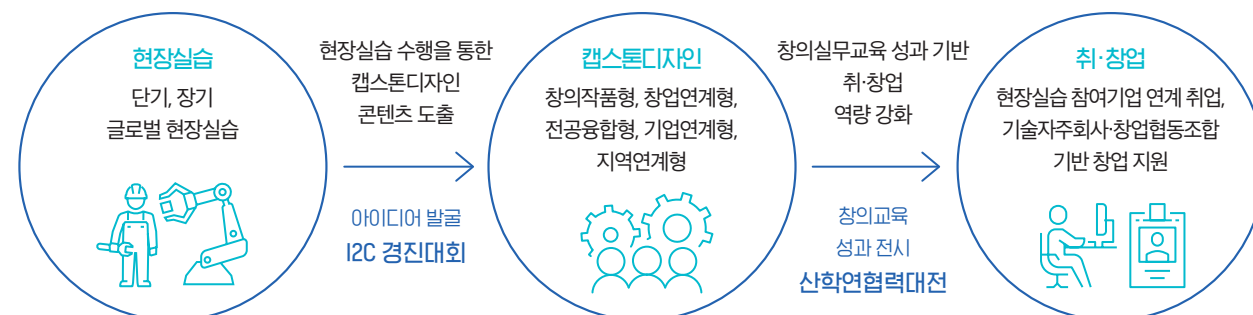 현장실습
단기, 장기
글로벌 현장실습
현장실습 수행을 통한
캡스톤디자인
콘텐츠 도출
아이디어 발굴
I2C 경진대회
캡스톤디자인
창의작품형, 창업연계형,
전공융합형, 기업연계형,
지역연계형
창의실무교육 성과 기반
취·창업
역량 강화
창의교육
성과 전시
산학연협력대전
취·창업
현장실습 참여기업 연계 취업,
기술자주회사·창업협동조합
기반 창업 지원